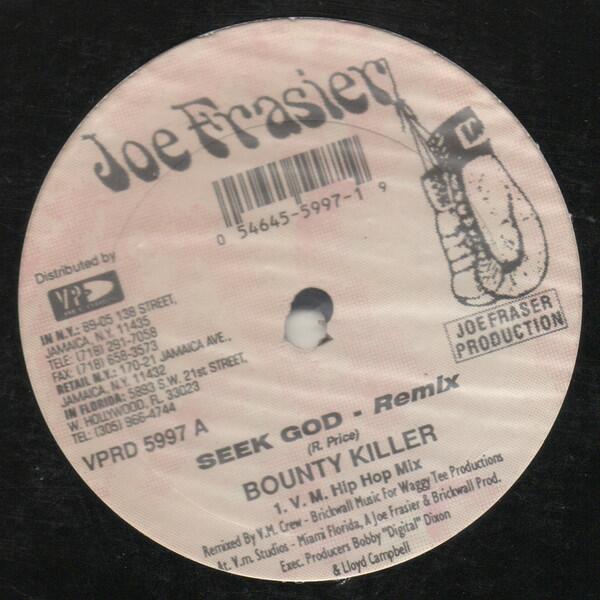 Joe Frasier
0 54645-5997-1 9
Distributed by
VP
IN N.Y.: 89-05 138 STREET,
JAMAICA, N.Y. 11435
TELE: (718) 291-7058
FAX: (718) 658-3573
RETAIL N.Y.: 170-21 JAMAICA AVE.,
JAMAICA, N.Y. 11432
IN FLORIDA: 5893 S.W. 21st STREET,
W. HOLLYWOOD, FL. 33023
TEL: (305) 966-4744
VPRD 5997 A
JOE FRASER
PRODUCTION
SEEK GOD - Remix
(R. Price)
BOUNTY KILLER
1. V. M. Hip Hop Mix
Remixed By V.M. Crew - Brickwall Music For Waggy Tee Productions
At. V.m. Studios - Miami Florida, A Joe Frasier & Brickwall Prod.
Exec. Producers Bobby "Digital" Dixon
& Lloyd Campbell